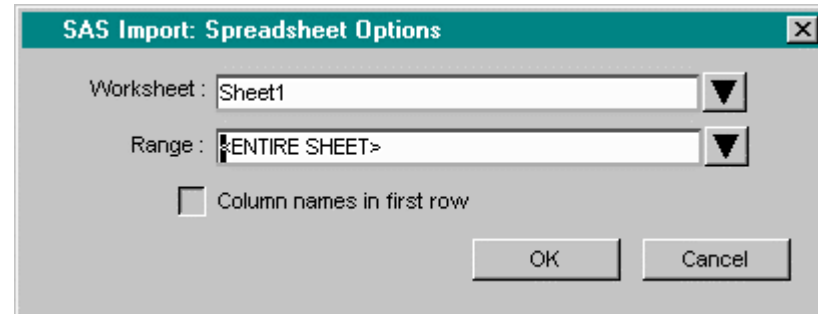 SAS Import: Spreadsheet Options
Worksheet : Sheet1
Range : <ENTIRE SHEET>
Column names in first row
OK Cancel